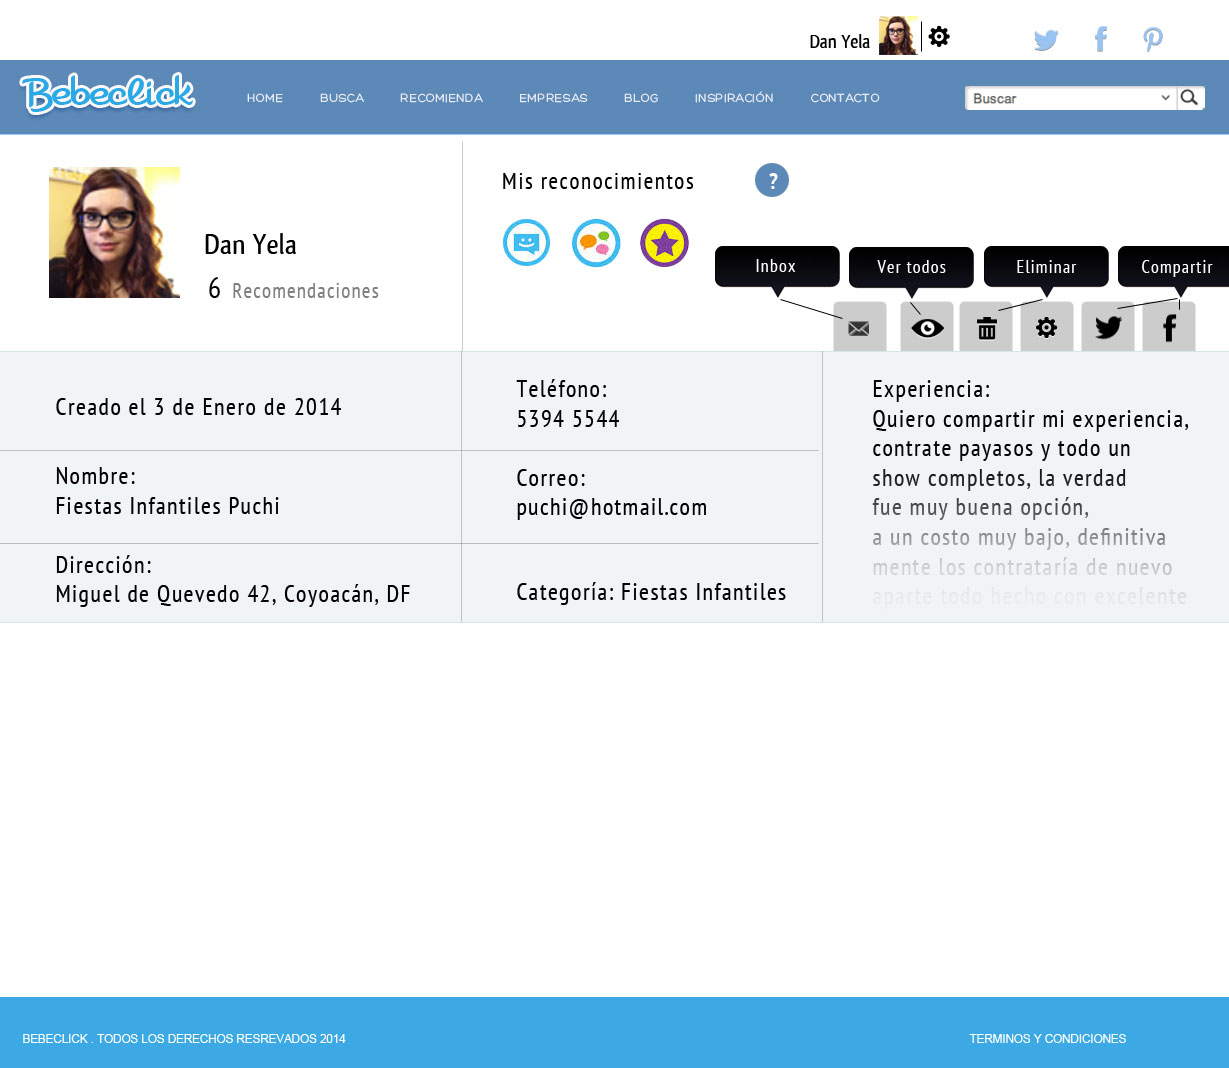 Dan Yela
Bebeclick
HOME
BUSCA
RECOMIENDA
EMPRESAS
BLOG
INSPIRACIÓN
CONTACTO
Buscar
Dan Yela
6 Recomendaciones
Mis reconocimientos
?
Inbox
Ver todos
Eliminar
Compartir
Creado el 3 de Enero de 2014
Nombre:
Fiestas Infantiles Puchi
Dirección:
Miguel de Quevedo 42, Coyoacán, DF
Teléfono:
5394 5544
Correo:
puchi@hotmail.com
Categoría: Fiestas Infantiles
Experiencia:
Quiero compartir mi experiencia,
contrate payasos y todo un
show completos, la verdad
fue muy buena opción,
a un costo muy bajo, definitiva
mente los contrataría de nuevo
aparte todo hecho con excelente
BEBECLICK . TODOS LOS DERECHOS RESREVADOS 2014
TERMINOS Y CONDICIONES